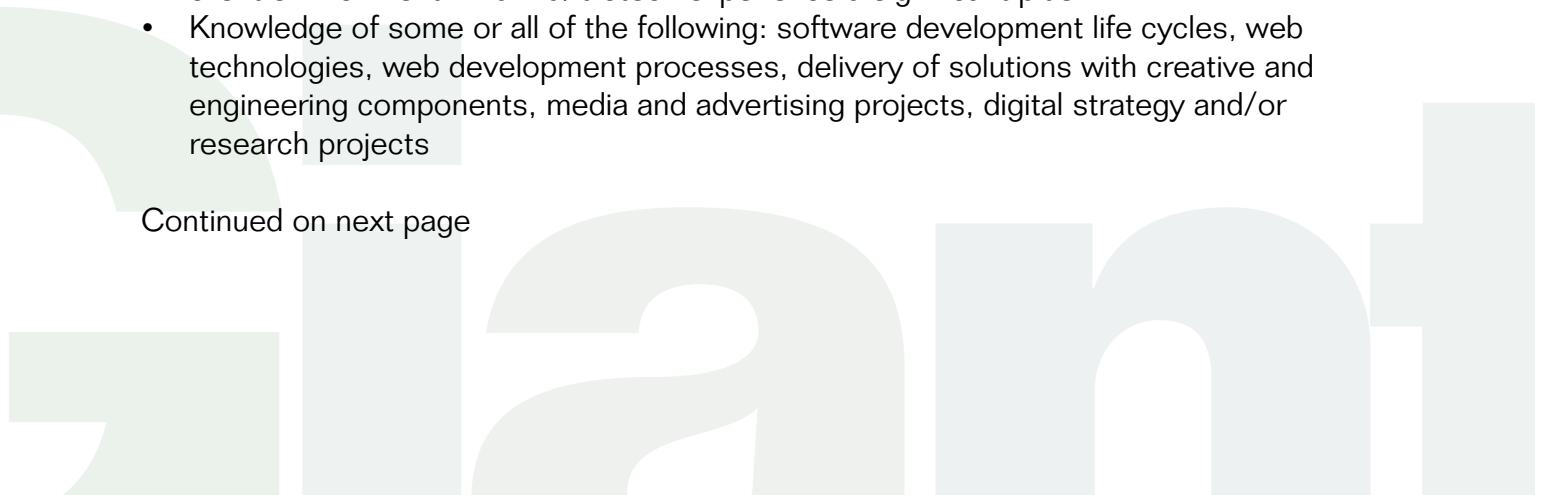 • Knowledge of some or all of the following: software development life cycles, web
technologies, web development processes, delivery of solutions with creative and
engineering components, media and advertising projects, digital strategy and/or
research projects
Continued on next page
Giant